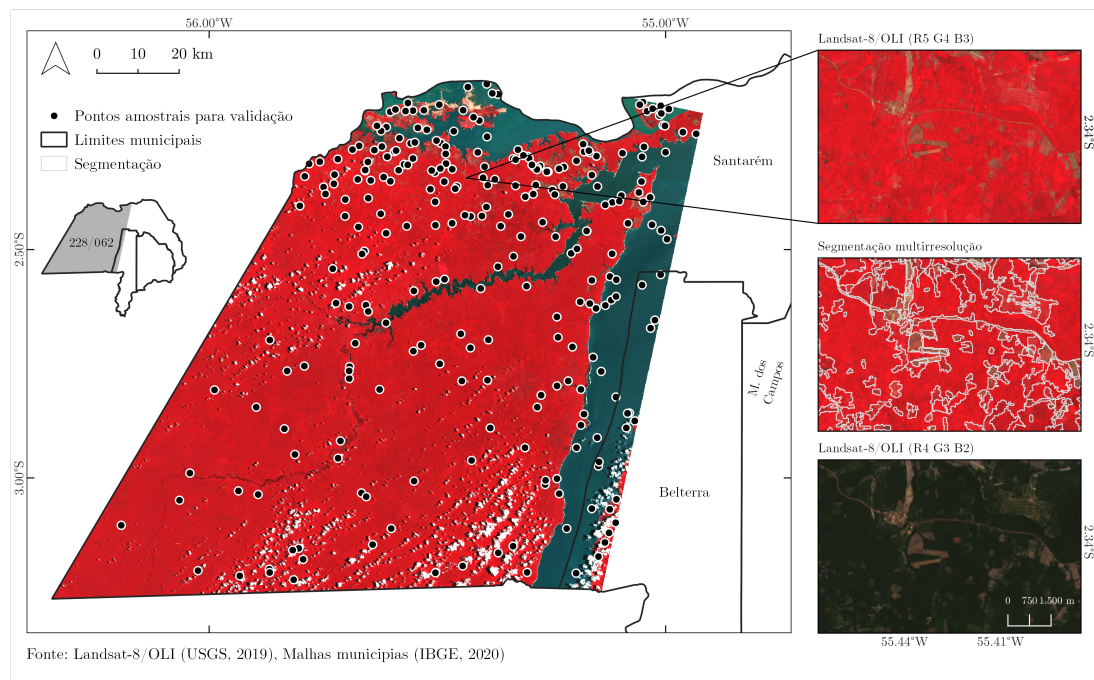 56.00°W
55.00°W
0 10 20 km
Pontos amostrais para validação
Limites municipais
Segmentação
228/062
2.50°S
3.00°S
Santarém
M. dos
Campos
Belterra
Landsat-8/OLI (R5 G4 B3)
2.34°S
Segmentação multirresolução
2.34°S
Landsat-8/OLI (R4 G3 B2)
0 750 1.500 m
2.34°S
55.44°W
55.41°W
Fonte: Landsat-8/OLI (USGS, 2019), Malhas municipias (IBGE, 2020)